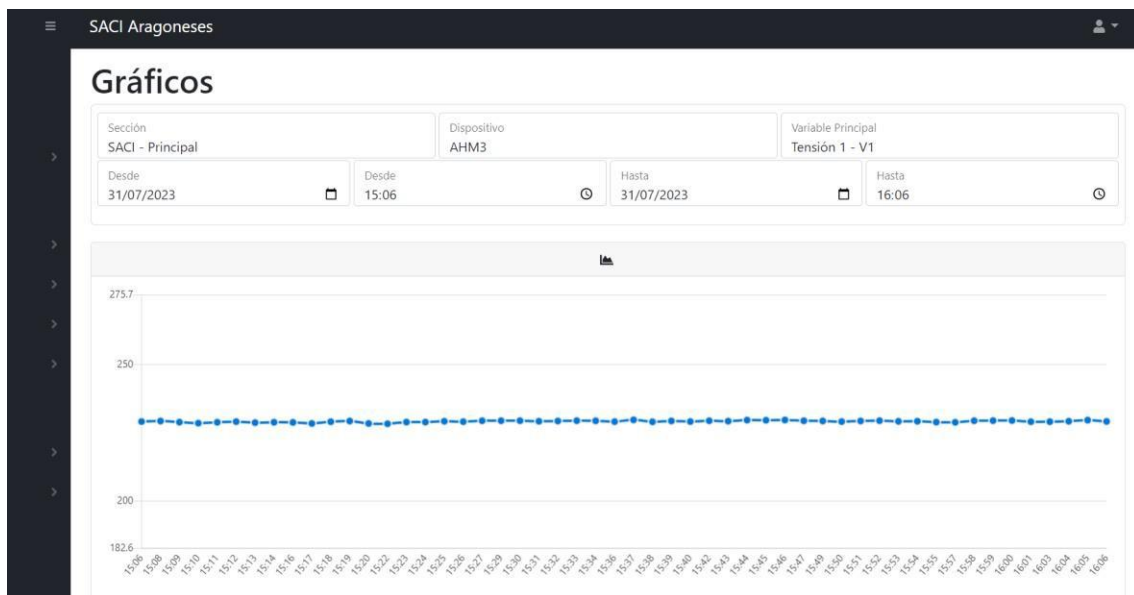 SACI Aragoneses
Gráficos
Sección
SACI - Principal
Dispositivo
AHM3
Variable Principal
Tensión 1 - V1
Desde
31/07/2023
Desde
15:06
Hasta
31/07/2023
Hasta
16:06
275.7
250
200
182.6
15:06 15:08 15:09 15:10 15:11 15:12 15:13 15:14 15:16 15:17 15:18 15:19 15:20 15:22 15:23 15:24 15:25 15:26 15:27 15:29 15:30 15:31 15:32 15:33 15:34 15:36 15:37 15:38 15:39 15:40 15:42 15:43 15:44 15:45 15:46 15:47 15:49 15:50 15:51 15:52 15:53 15:54 15:55 15:57 15:58 15:59 16:00 16:01 16:03 16:04 16:05 16:06